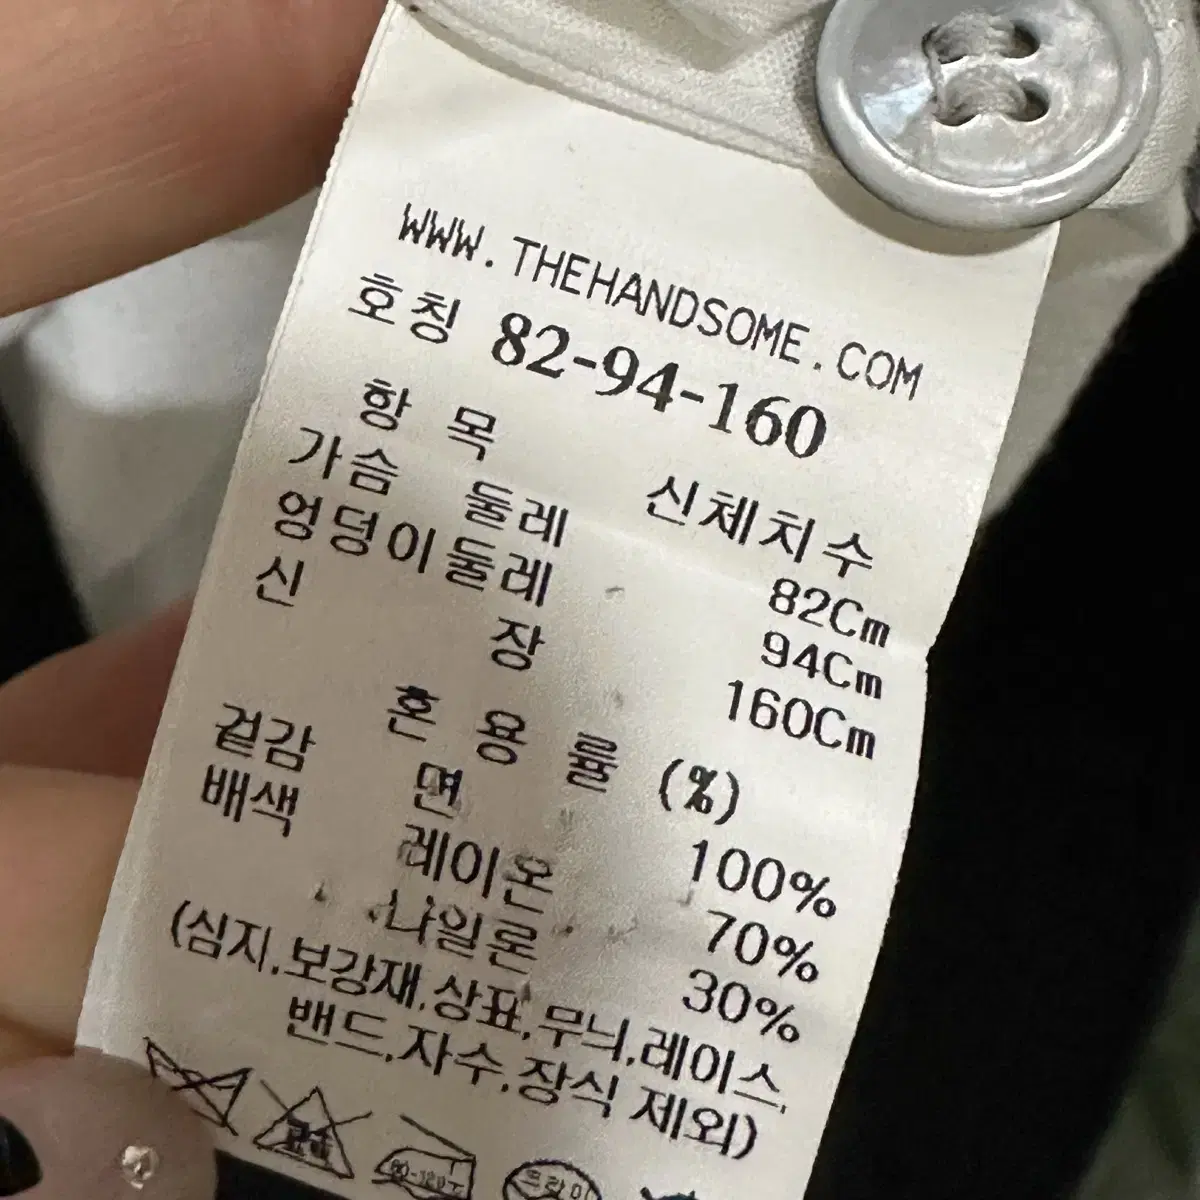 WWW.THEHANDSOME.COM
호칭 82-94-160
항 목 신체치수
가슴 둘레 82Cm
엉덩이둘레 94Cm
신 장 160Cm
혼 용 률 (%)
겉감 면 100%
배색 레이온 70%
나일론 30%
(심지.보강재.상표.무늬.레이스.
밴드.자수.장식 제외)